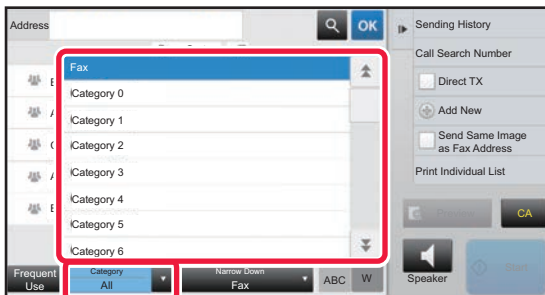 Address
OK
Fax
Category 0
Category 1
Category 2
Category 3
Category 4
Category 5
Category 6
Frequent
Use
Category
All
Narrow Down
Fax
ABC
W
Sending History
Call Search Number
Direct TX
Add New
Send Same Image
as Fax Address
Print Individual List
Preview
CA
Speaker
Start